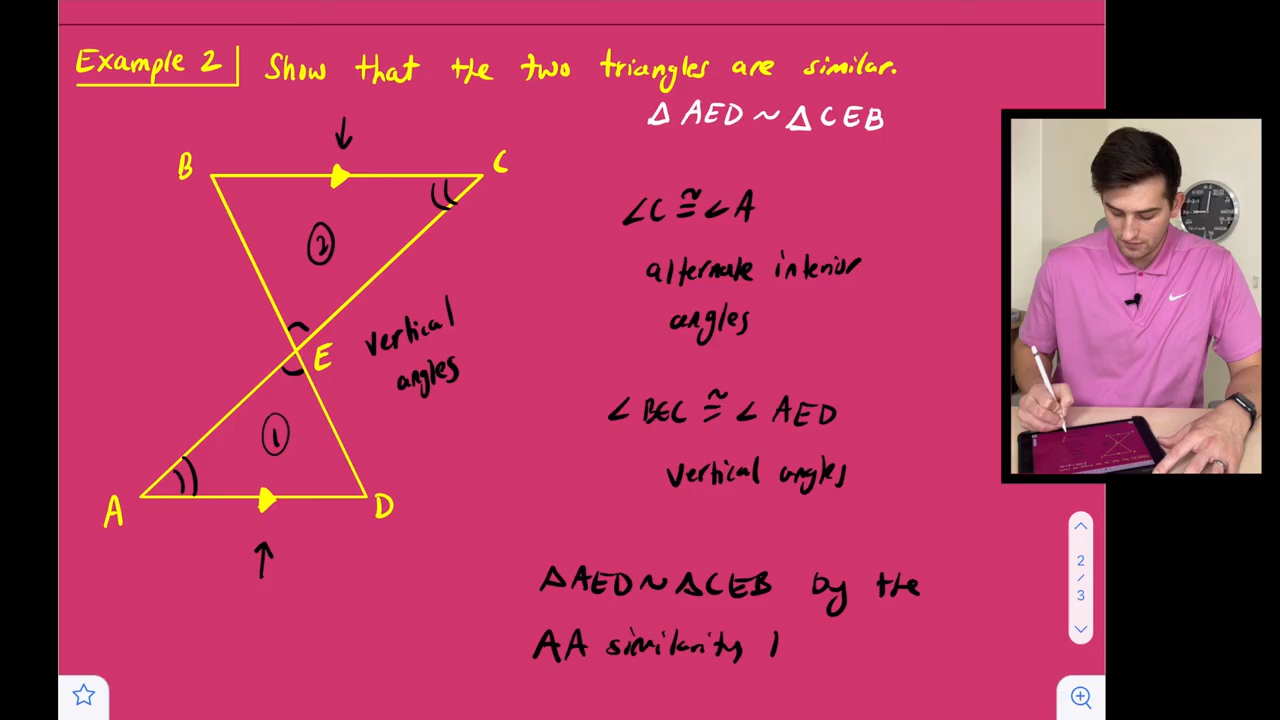 Example 2 Show that the two triangles are similar.
△AED ~ △CEB
B
C
∠C ≅ ∠A
②
alternate interior
angles
vertical
angles
E
∠BEC ≅ ∠AED
①
vertical angles
A
D
△AED ~ △CEB by the
AA similarity
2
/
3